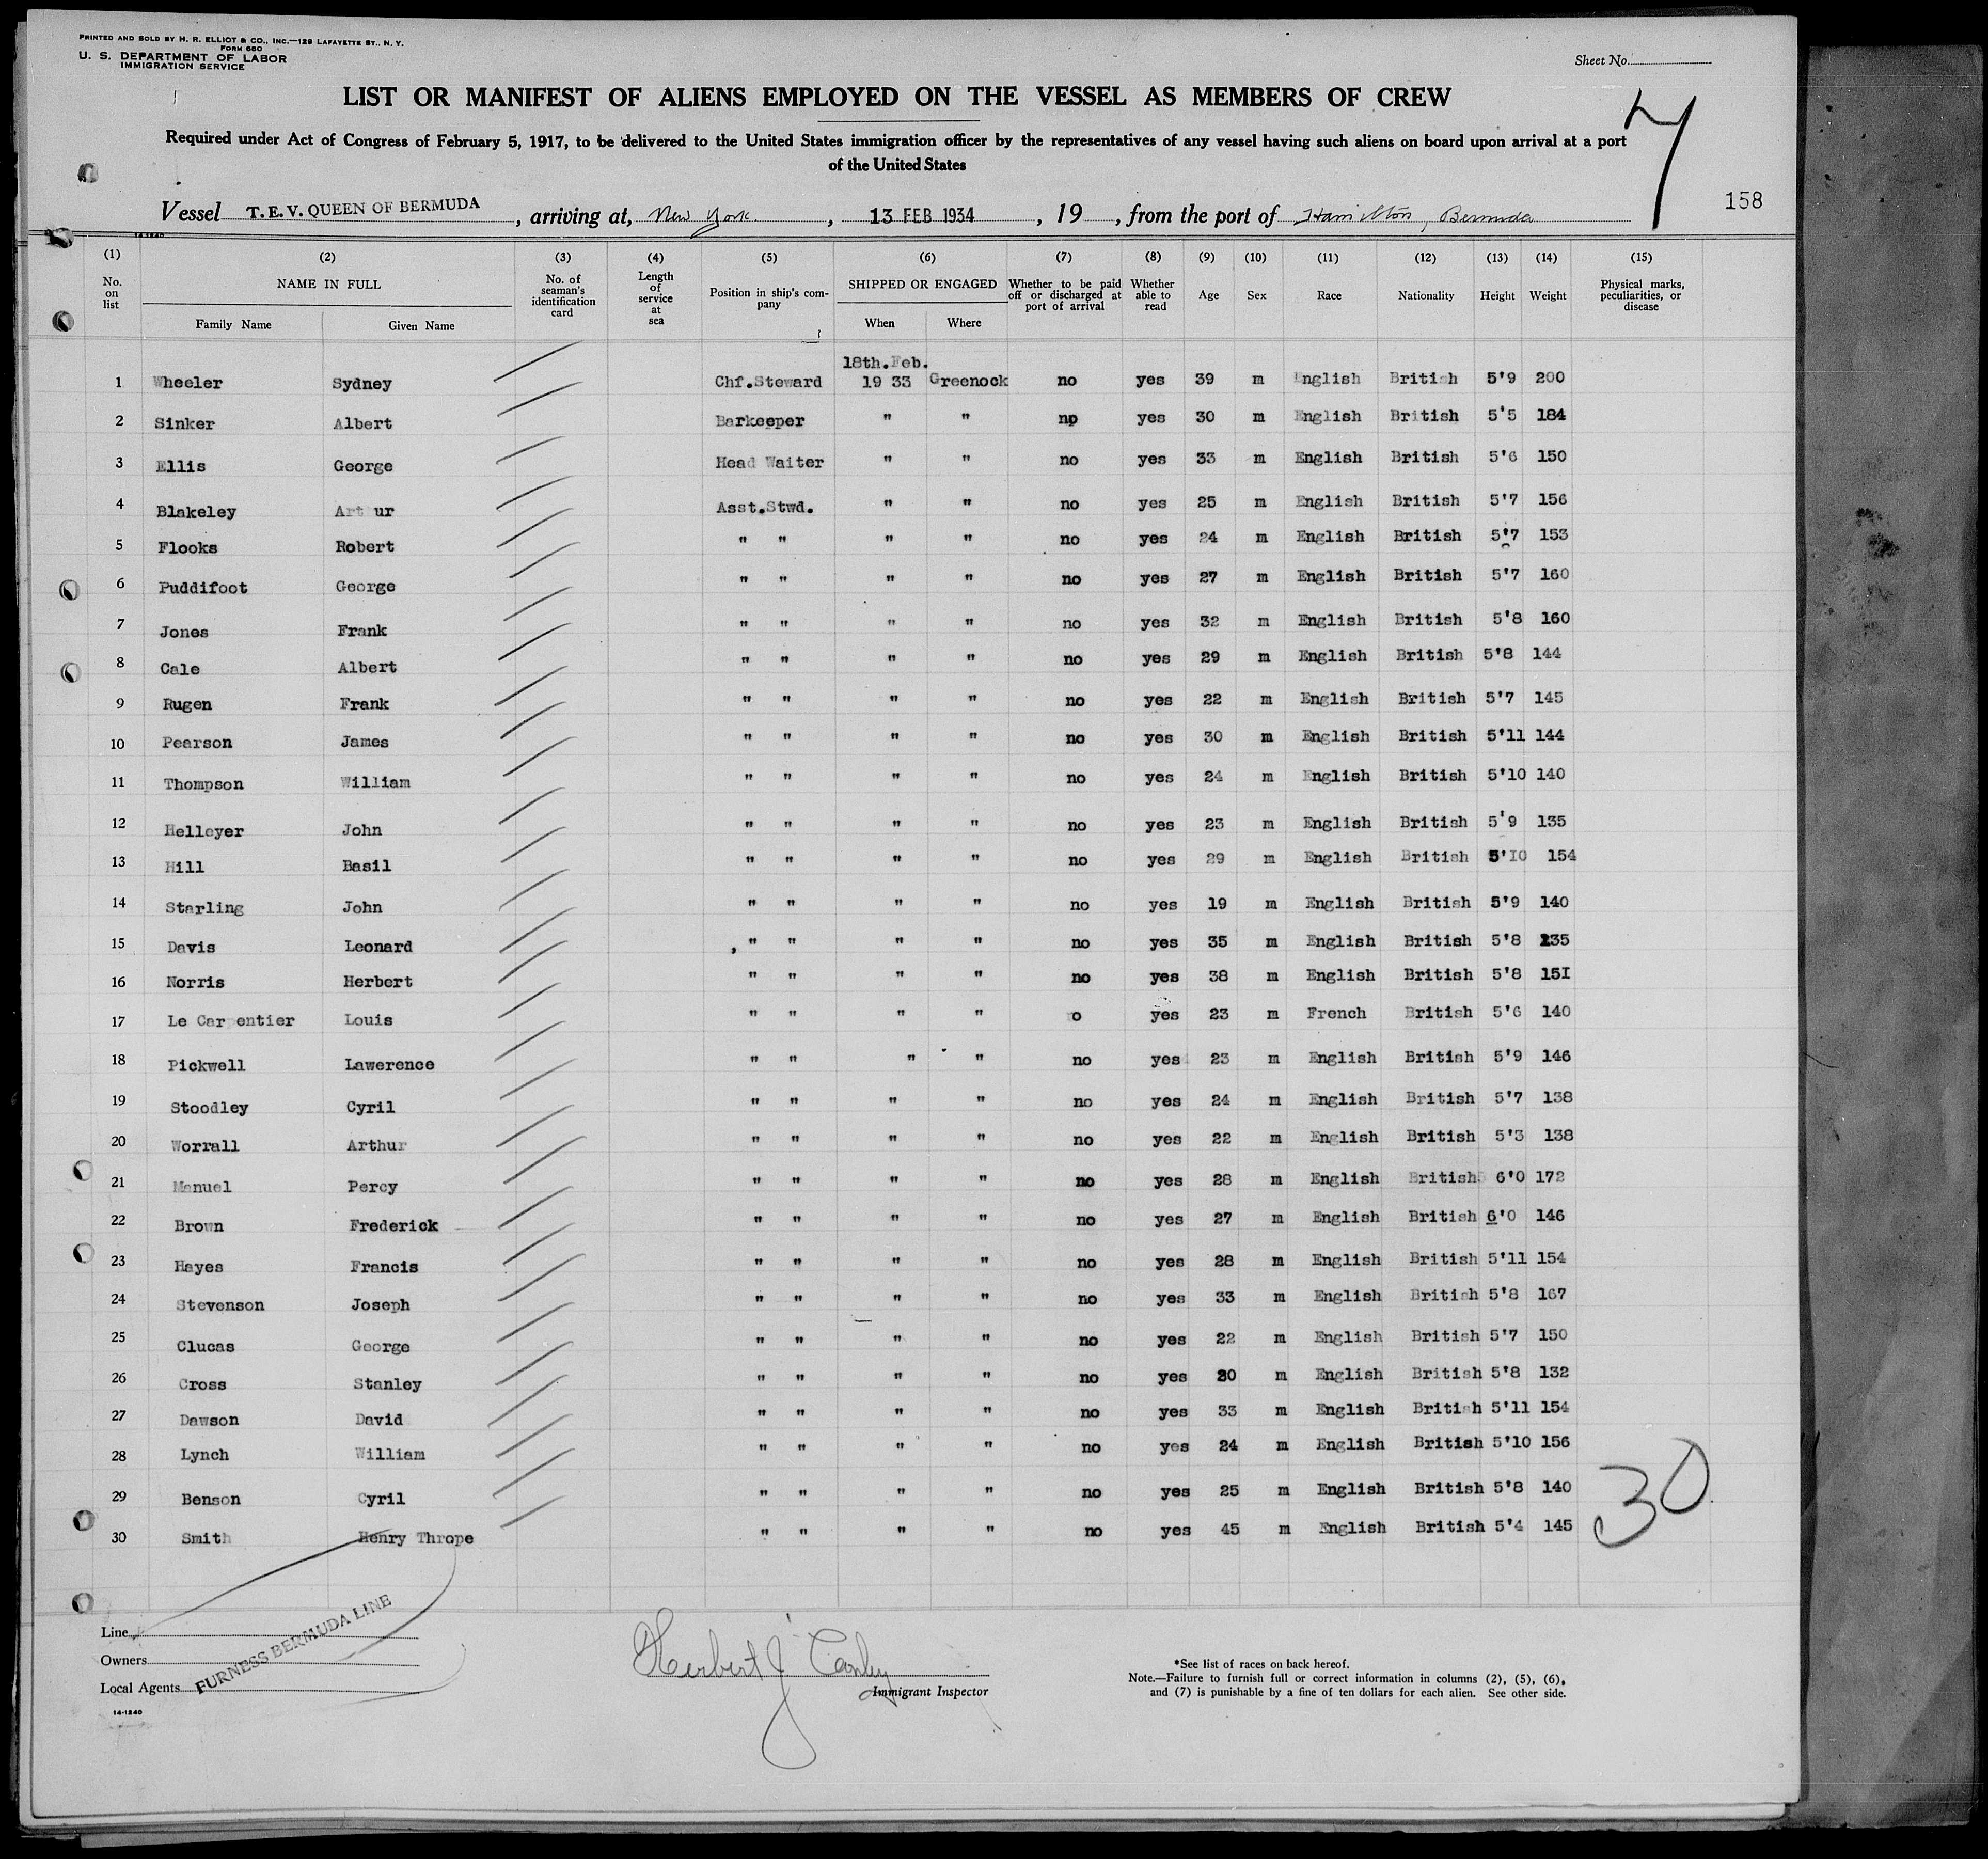 PRINTED AND SOLD BY H. R. ELLIOT & CO., INC.—129 LAFAYETTE ST., N. Y.
FORM 680
U. S. DEPARTMENT OF LABOR
IMMIGRATION SERVICE
Sheet No.
LIST OR MANIFEST OF ALIENS EMPLOYED ON THE VESSEL AS MEMBERS OF CREW
7
Required under Act of Congress of February 5, 1917, to be delivered to the United States immigration officer by the representatives of any vessel having such aliens on board upon arrival at a port
of the United States
158
Vessel T.E.V. QUEEN OF BERMUDA, arriving at, New York., 13 FEB 1934, 19 , from the port of Hamilton, Bermuda
14-1240
(1) No. on list (2) NAME IN FULL Family Name Given Name (3) No. of seaman's identification card (4) Length of service at sea (5) Position in ship's company (6) SHIPPED OR ENGAGED When Where (7) Whether to be paid off or discharged at port of arrival (8) Whether able to read (9) Age (10) Sex (11) Race (12) Nationality (13) Height (14) Weight (15) Physical marks, peculiarities, or disease
18th.Feb.
1 Wheeler Sydney Chf.Steward 19 33 Greenock no yes 39 m English British 5'9 200
2 Sinker Albert Barkeeper " " np yes 30 m English British 5'5 184
3 Ellis George Head Waiter " " no yes 33 m English British 5'6 150
4 Blakeley Art ur Asst.Stwd. " " no yes 25 m English British 5'7 156
5 Flooks Robert " " " " no yes 24 m English British 5'7 153
6 Puddifoot George " " " " no yes 27 m English British 5'7 160
7 Jones Frank " " " " no yes 32 m English British 5'8 160
8 Cale Albert " " " " no yes 29 m English British 5'8 144
9 Rugen Frank " " " " no yes 22 m English British 5'7 145
10 Pearson James " " " " no yes 30 m English British 5'11 144
11 Thompson William " " " " no yes 24 m English British 5'10 140
12 Helleyer John " " " " no yes 23 m English British 5'9 135
13 Hill Basil " " " " no yes 29 m English British 5'I0 154
14 Starling John " " " " no yes 19 m English British 5'9 140
15 Davis Leonard " " " " no yes 35 m English British 5'8 135
16 Norris Herbert " " " " no yes 38 m English British 5'8 15I
17 Le Carpentier Louis " " " " o yes 23 m French British 5'6 140
18 Pickwell Lawerence " " " " no yes 23 m English British 5'9 146
19 Stoodley Cyril " " " " no yes 24 m English British 5'7 138
20 Worrall Arthur " " " " no yes 22 m English British 5'3 138
21 Manuel Percy " " " " no yes 28 m English British 6'0 172
22 Brown Frederick " " " " no yes 27 m English British 6'0 146
23 Hayes Francis " " " " no yes 28 m English British 5'11 154
24 Stevenson Joseph " " " " no yes 33 m English British 5'8 167
25 Clucas George " " " " no yes 22 m English British 5'7 150
26 Cross Stanley " " " " no yes 20 m English British 5'8 132
27 Dawson David " " " " no yes 33 m English British 5'11 154
28 Lynch William " " " " no yes 24 m English British 5'10 156
29 Benson Cyril " " " " no yes 25 m English British 5'8 140
30 Smith Henry Thrope " " " " no yes 45 m English British 5'4 145
30
Line
Owners
Local Agents
FURNESS BERMUDA LINE
14-1240
Herbert J
Immigrant Inspector
*See list of races on back hereof.
Note.—Failure to furnish full or correct information in columns (2), (5), (6),
and (7) is punishable by a fine of ten dollars for each alien. See other side.